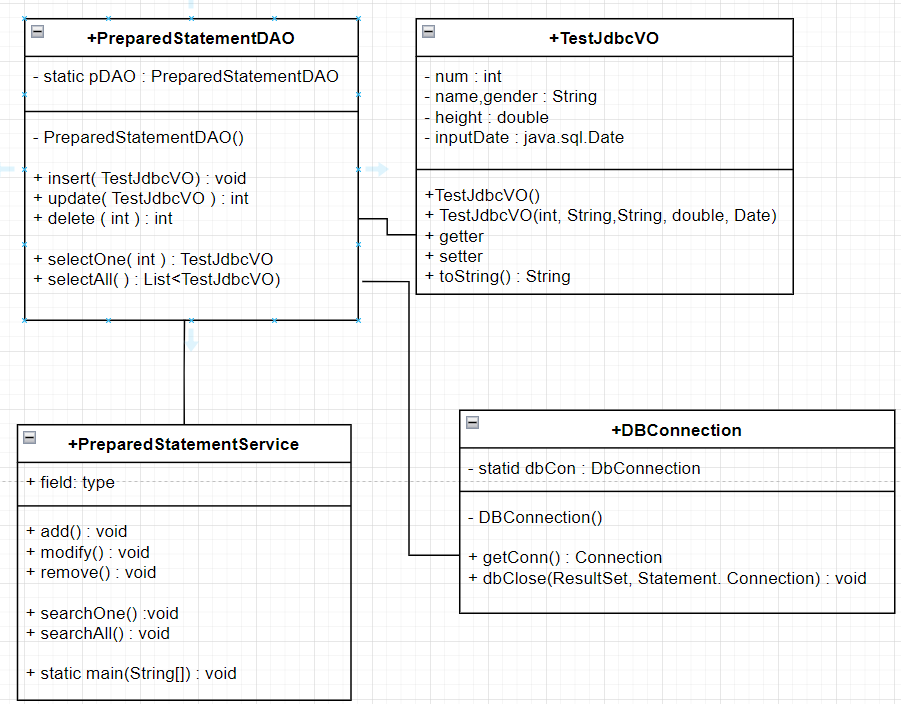 +PreparedStatementDAO
- static pDAO : PreparedStatementDAO
- PreparedStatementDAO()
+ insert( TestJdbcVO) : void
+ update( TestJdbcVO ) : int
+ delete ( int ) : int
+ selectOne( int ) : TestJdbcVO
+ selectAll( ) : List<TestJdbcVO)
+TestJdbcVO
- num : int
- name,gender : String
- height : double
- inputDate : java.sql.Date
+TestJdbcVO()
+ TestJdbcVO(int, String,String, double, Date)
+ getter
+ setter
+ toString() : String
+PreparedStatementService
+ field: type
+ add() : void
+ modify() : void
+ remove() : void
+ searchOne() :void
+ searchAll() : void
+ static main(String[]) : void
+DBConnection
- statid dbCon : DbConnection
- DBConnection()
+ getConn() : Connection
+ dbClose(ResultSet, Statement. Connection) : void